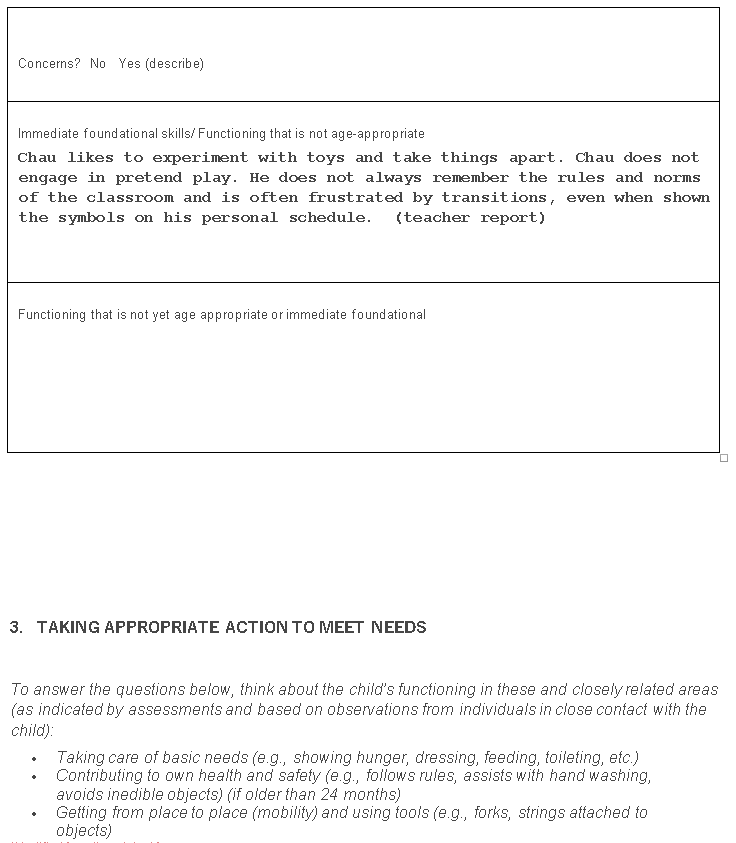 Concerns? No Yes (describe)
Immediate foundational skills/ Functioning that is not age-appropriate
Chau likes to experiment with toys and take things apart. Chau does not
engage in pretend play. He does not always remember the rules and norms
of the classroom and is often frustrated by transitions, even when shown
the symbols on his personal schedule. (teacher report)
Functioning that is not yet age appropriate or immediate foundational
3. TAKING APPROPRIATE ACTION TO MEET NEEDS
To answer the questions below, think about the child's functioning in these and closely related areas
(as indicated by assessments and based on observations from individuals in close contact with the
child):
• Taking care of basic needs (e.g., showing hunger, dressing, feeding, toileting, etc.)
• Contributing to own health and safety (e.g., follows rules, assists with hand washing,
avoids inedible objects) (if older than 24 months)
• Getting from place to place (mobility) and using tools (e.g., forks, strings attached to
objects)